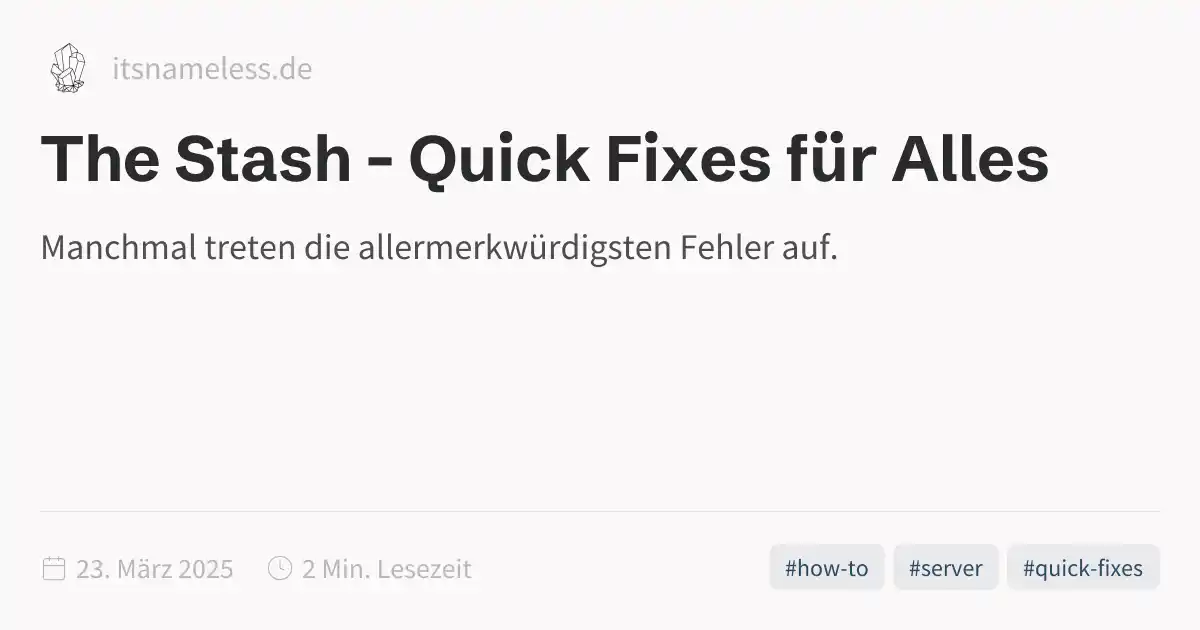 itsnameless.de
The Stash - Quick Fixes für Alles
Manchmal treten die allermerkwürdigsten Fehler auf.
23. März 2025 2 Min. Lesezeit #how-to #server #quick-fixes